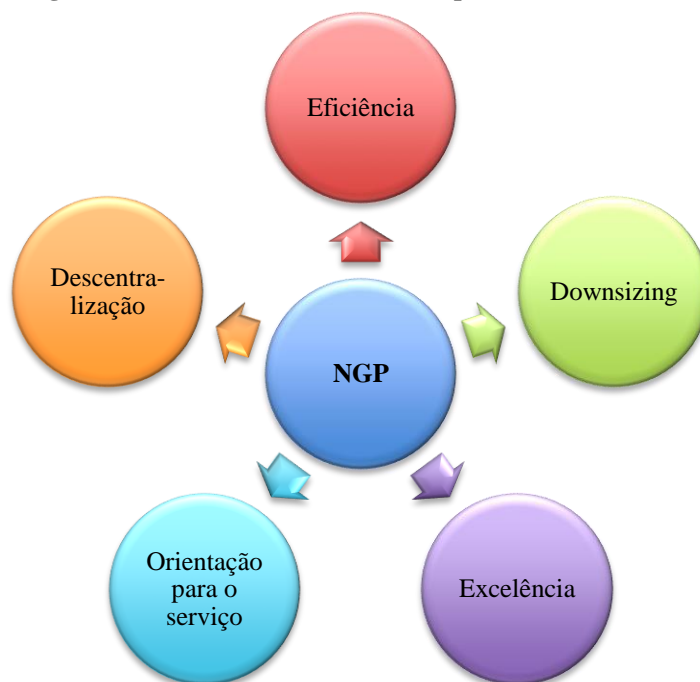 Eficiência
Descentra-
lização
Downsizing
NGP
Orientação
para o
serviço
Excelência